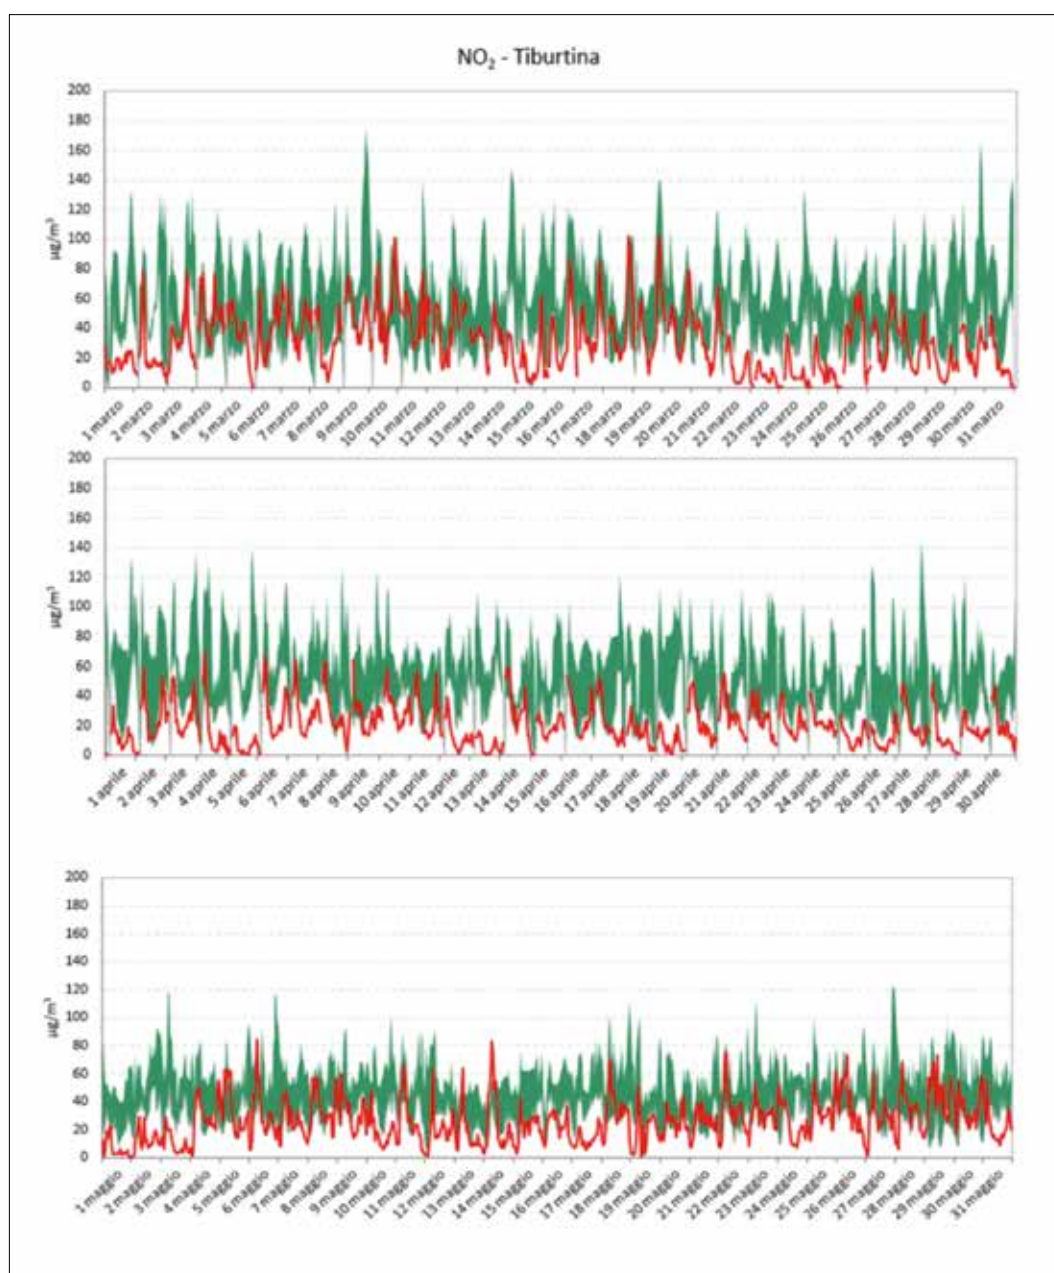 NO₂ - Tiburtina
200
180
160
140
120
100
80
60
40
20
0
µg/m³
1 marzo
2 marzo
3 marzo
4 marzo
5 marzo
6 marzo
7 marzo
8 marzo
9 marzo
10 marzo
11 marzo
12 marzo
13 marzo
14 marzo
15 marzo
16 marzo
17 marzo
18 marzo
19 marzo
20 marzo
21 marzo
22 marzo
23 marzo
24 marzo
25 marzo
26 marzo
27 marzo
28 marzo
29 marzo
30 marzo
31 marzo
200
180
160
140
120
100
80
60
40
20
0
µg/m³
1 aprile
2 aprile
3 aprile
4 aprile
5 aprile
6 aprile
7 aprile
8 aprile
9 aprile
10 aprile
11 aprile
12 aprile
13 aprile
14 aprile
15 aprile
16 aprile
17 aprile
18 aprile
19 aprile
20 aprile
21 aprile
22 aprile
23 aprile
24 aprile
25 aprile
26 aprile
27 aprile
28 aprile
29 aprile
30 aprile
200
180
160
140
120
100
80
60
40
20
0
µg/m³
1 maggio
2 maggio
3 maggio
4 maggio
5 maggio
6 maggio
7 maggio
8 maggio
9 maggio
10 maggio
11 maggio
12 maggio
13 maggio
14 maggio
15 maggio
16 maggio
17 maggio
18 maggio
19 maggio
20 maggio
21 maggio
22 maggio
23 maggio
24 maggio
25 maggio
26 maggio
27 maggio
28 maggio
29 maggio
30 maggio
31 maggio